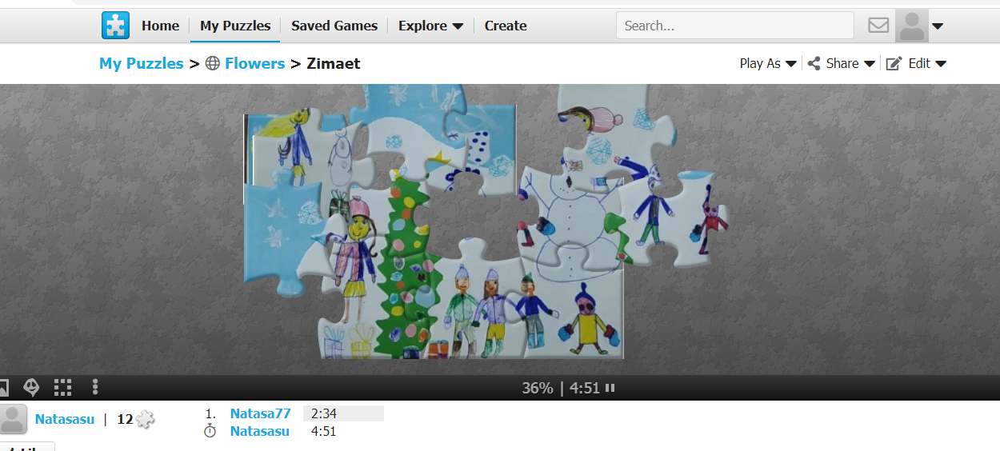 Home My Puzzles Saved Games Explore Create Search...
My Puzzles > Flowers > Zimaet Play As Share Edit
36% | 4:51
Natasasu | 12
1. Natasa77 2:34
Natasasu 4:51